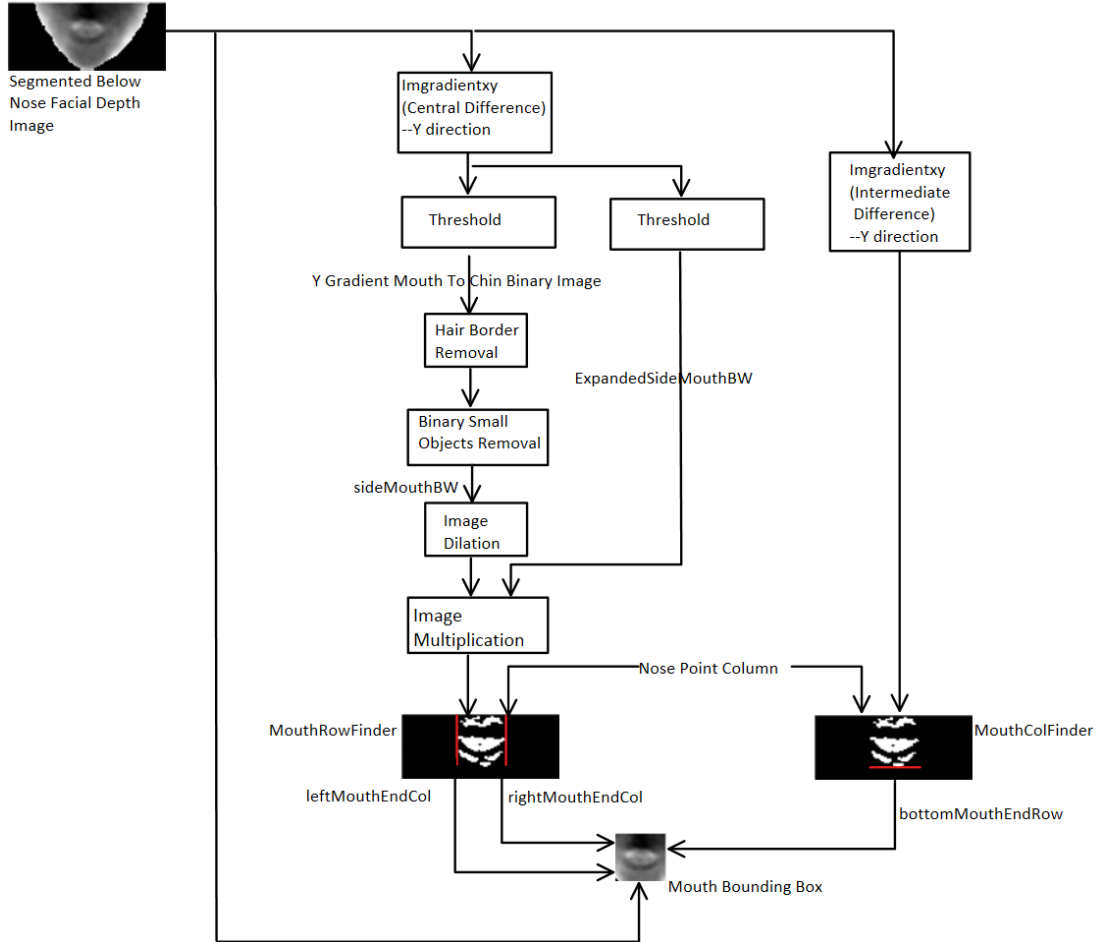 Segmented Below
Nose Facial Depth
Image
Imgradientxy
(Central Difference)
--Y direction
Imgradientxy
(Intermediate
Difference)
--Y direction
Threshold
Threshold
Y Gradient Mouth To Chin Binary Image
Hair Border
Removal
ExpandedSideMouthBW
Binary Small
Objects Removal
sideMouthBW
Image
Dilation
Image
Multiplication
Nose Point Column
MouthRowFinder
MouthColFinder
leftMouthEndCol
rightMouthEndCol
bottomMouthEndRow
Mouth Bounding Box